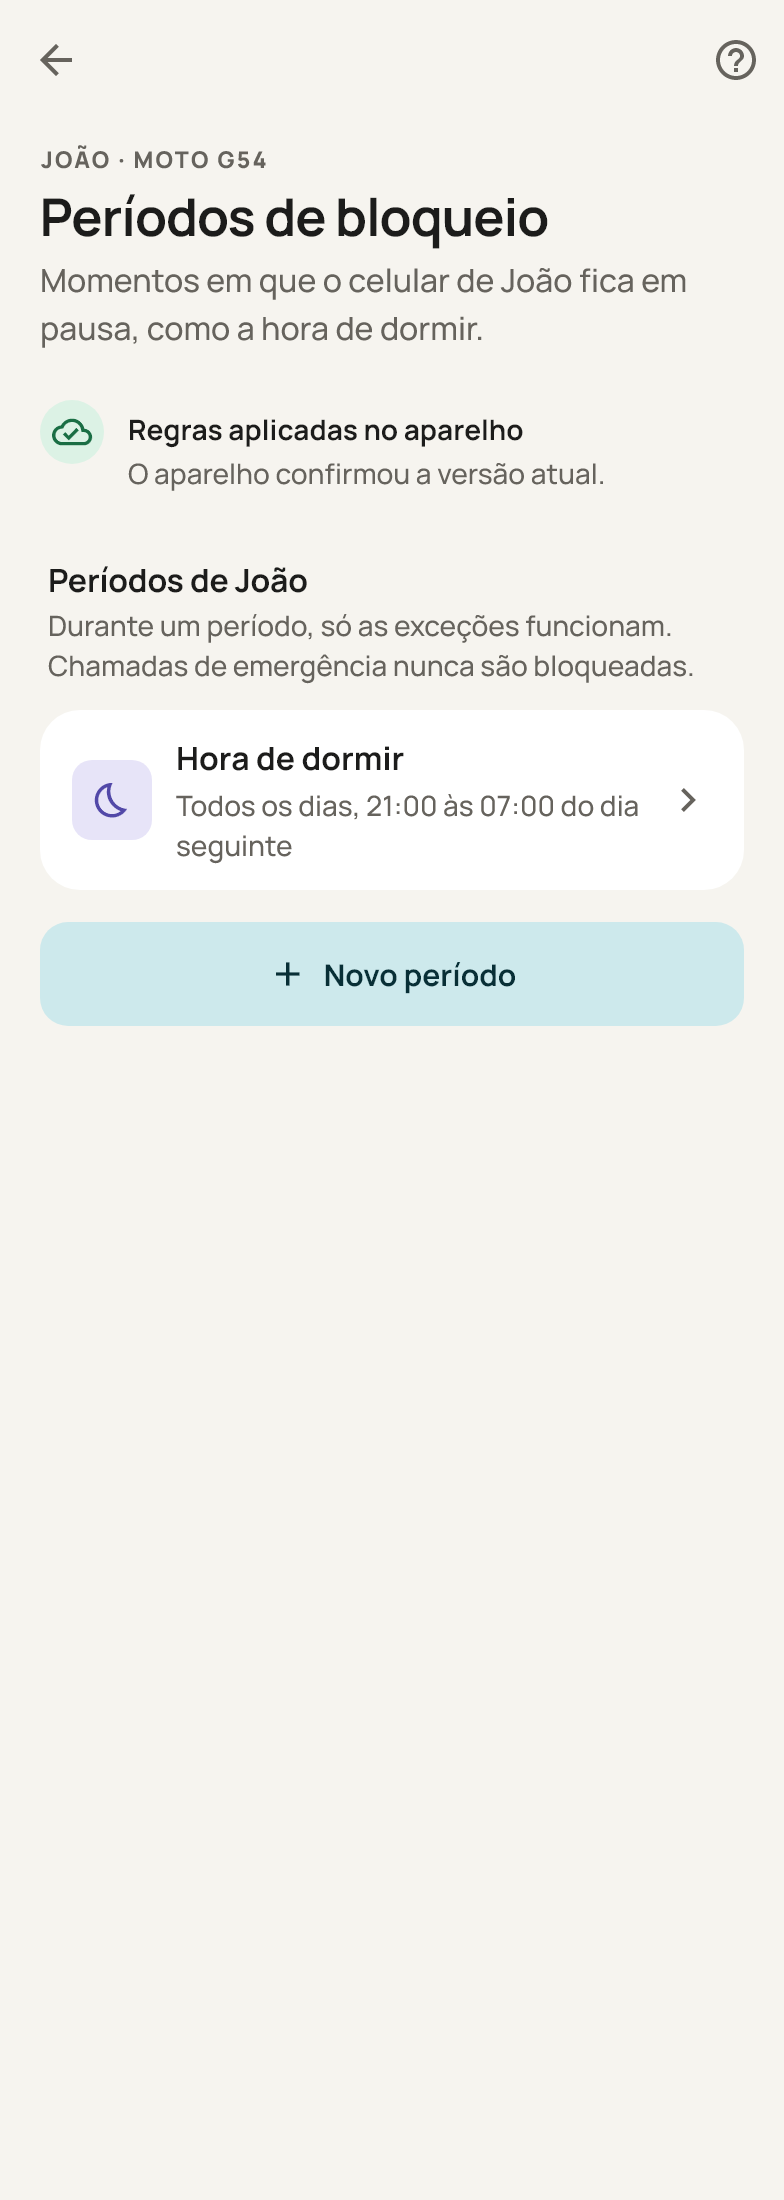 JOÃO · MOTO G54
Períodos de bloqueio
Momentos em que o celular de João fica em
pausa, como a hora de dormir.
Regras aplicadas no aparelho
O aparelho confirmou a versão atual.
Períodos de João
Durante um período, só as exceções funcionam.
Chamadas de emergência nunca são bloqueadas.
Hora de dormir
Todos os dias, 21:00 às 07:00 do dia
seguinte
Novo período